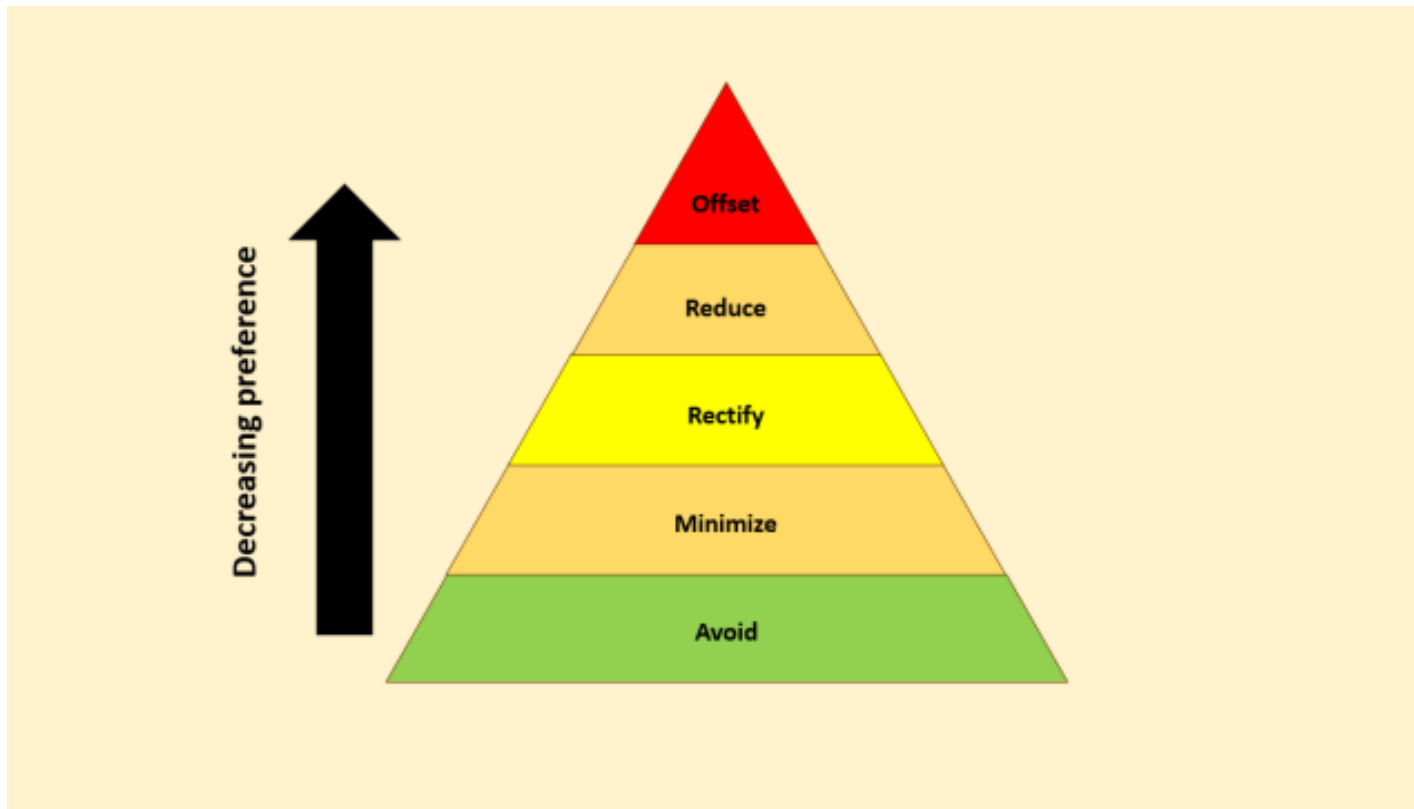 Decreasing preference
Offset
Reduce
Rectify
Minimize
Avoid